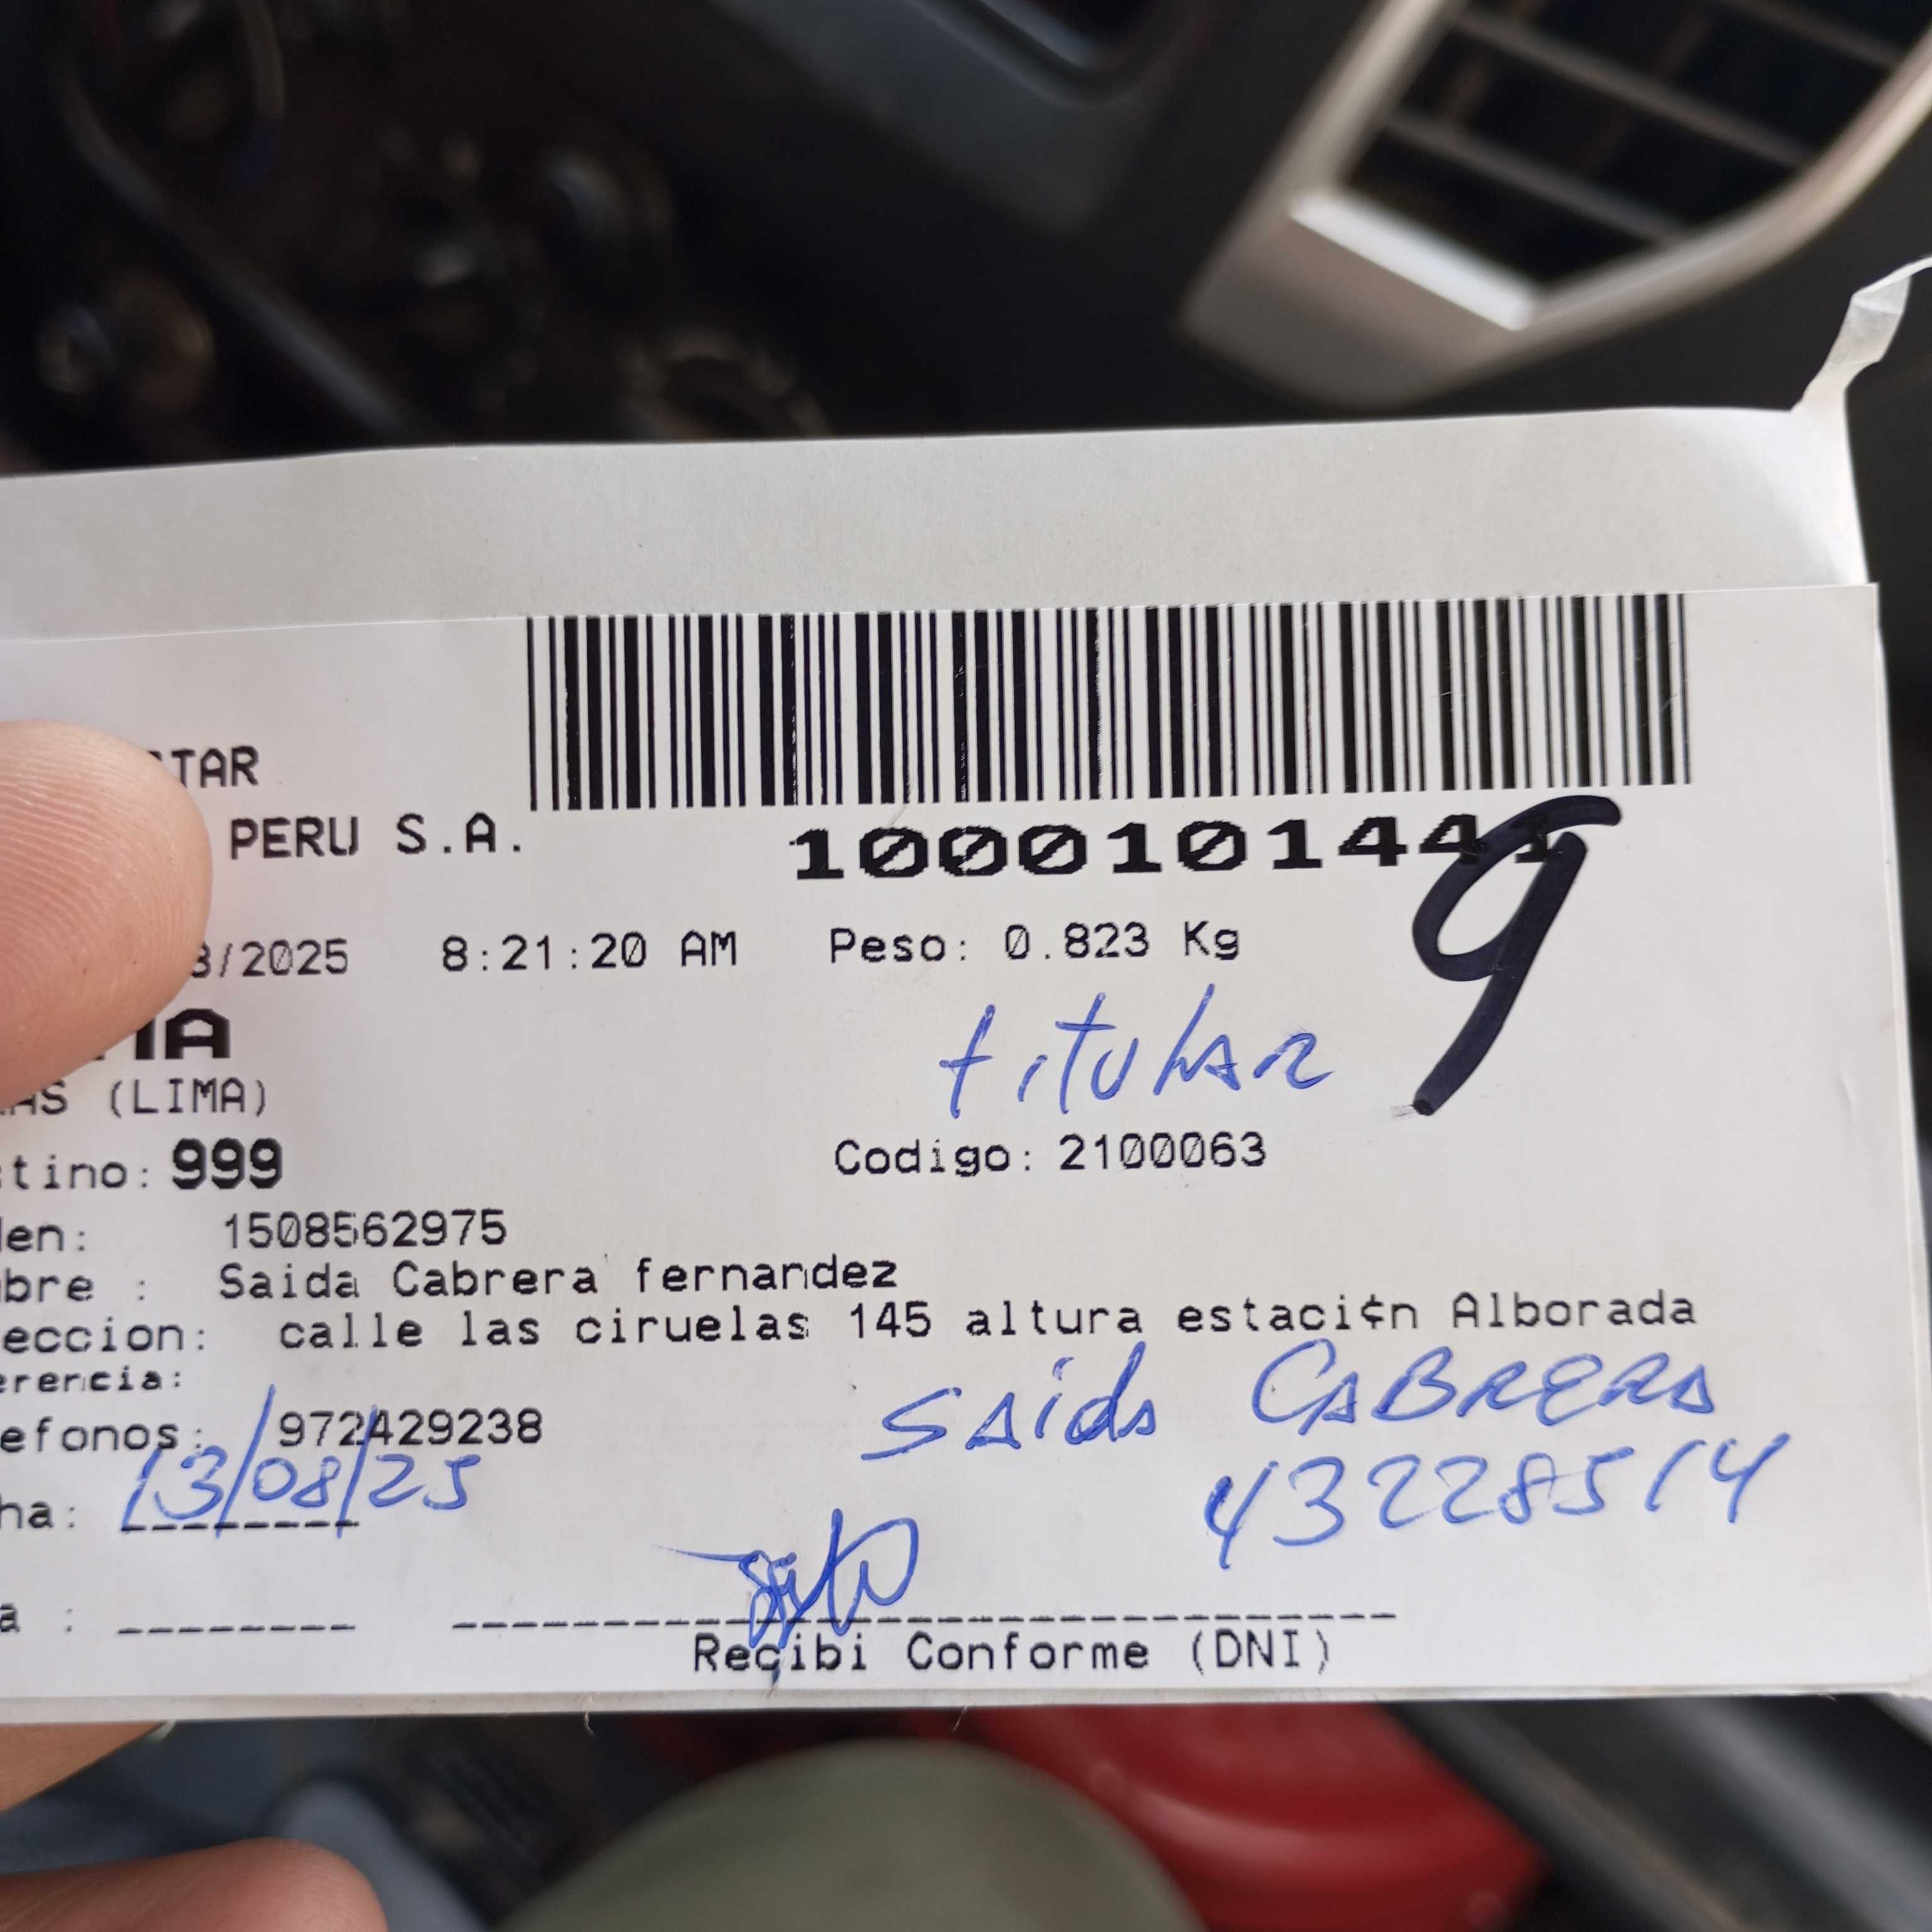 TAR
PERU S.A.
1000101441
9
3/2025 8:21:20 AM Peso: 0.823 Kg
titular
AS (LIMA)
tino: 999 Codigo: 2100063
den: 1508562975
bre : Saida Cabrera fernandez
eccion: calle las ciruelas 145 altura estaci¢n Alborada
erencia:
efonos: 972429238
Saida CABRERA
ha: 13/08/25
43228514
a :
Recibi Conforme (DNI)